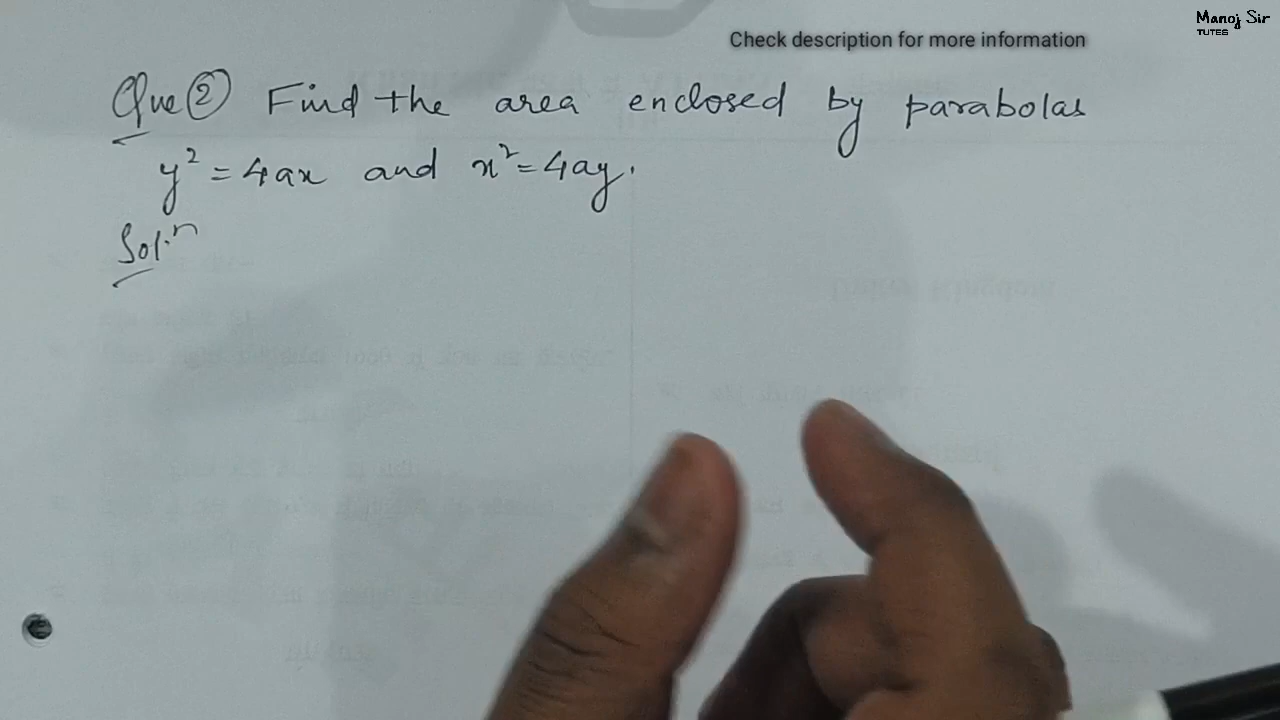 Manoj Sir
TUTES
Check description for more information
Que ② Find the area enclosed by parabolas
y² = 4ax and x² = 4ay.
Sol.ⁿ